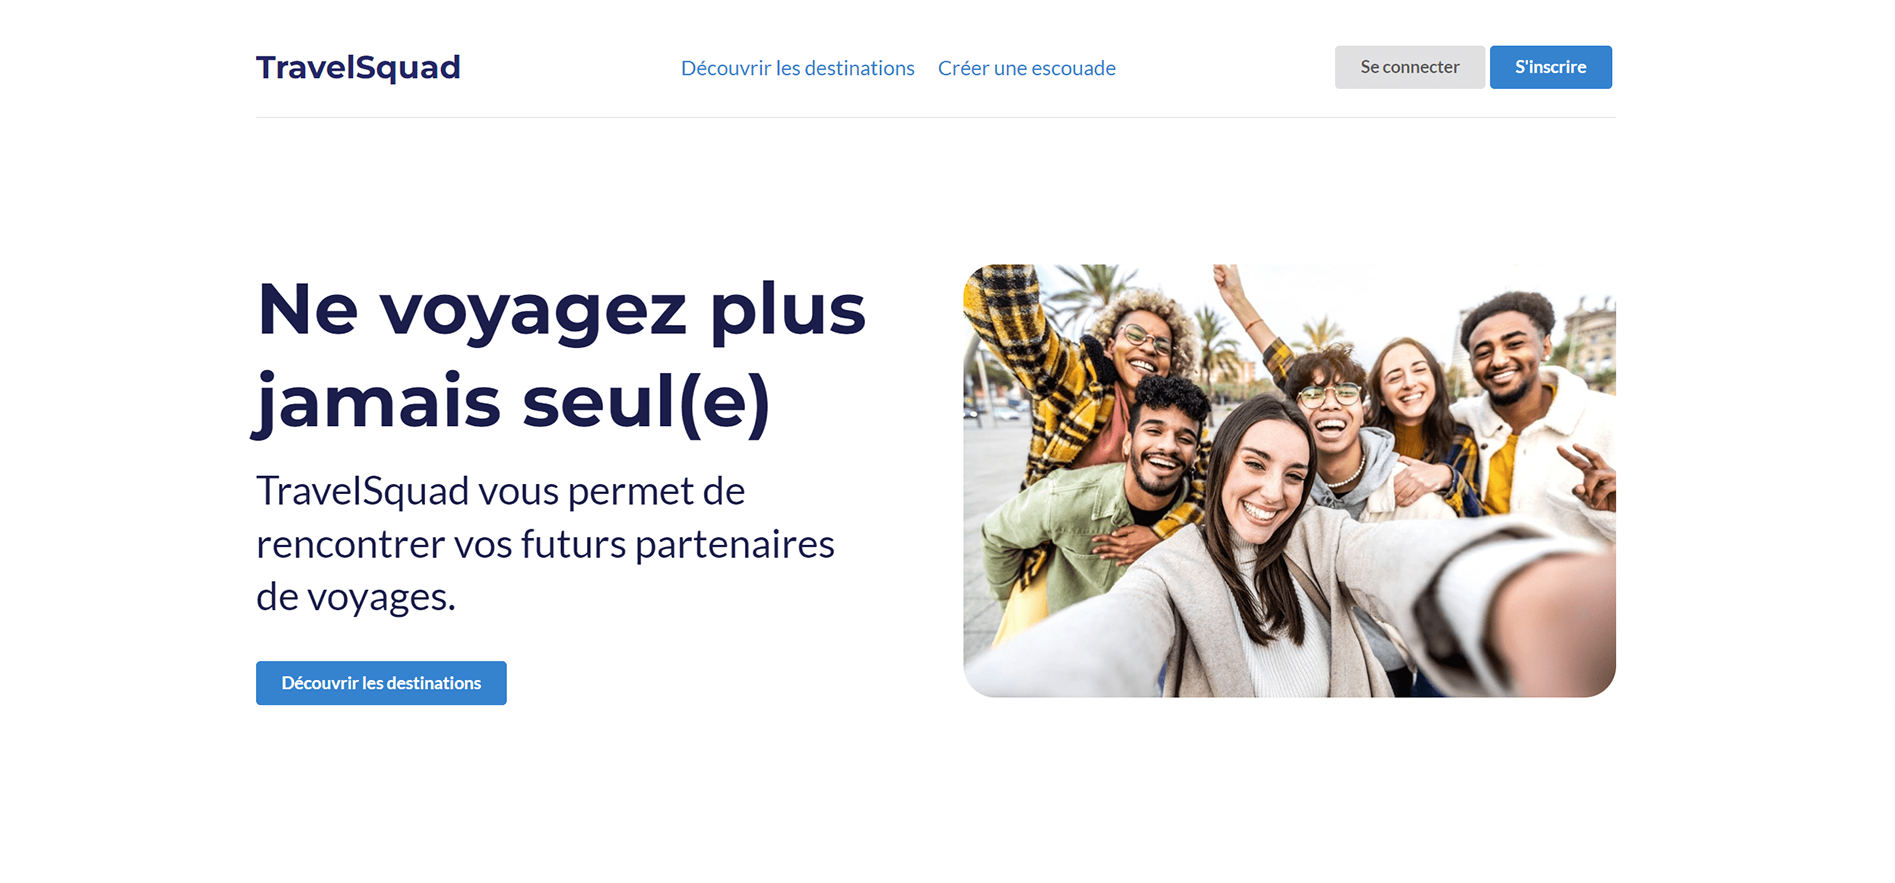 TravelSquad
Découvrir les destinations
Créer une escouade
Se connecter
S'inscrire
Ne voyagez plus
jamais seul(e)
TravelSquad vous permet de
rencontrer vos futurs partenaires
de voyages.
Découvrir les destinations